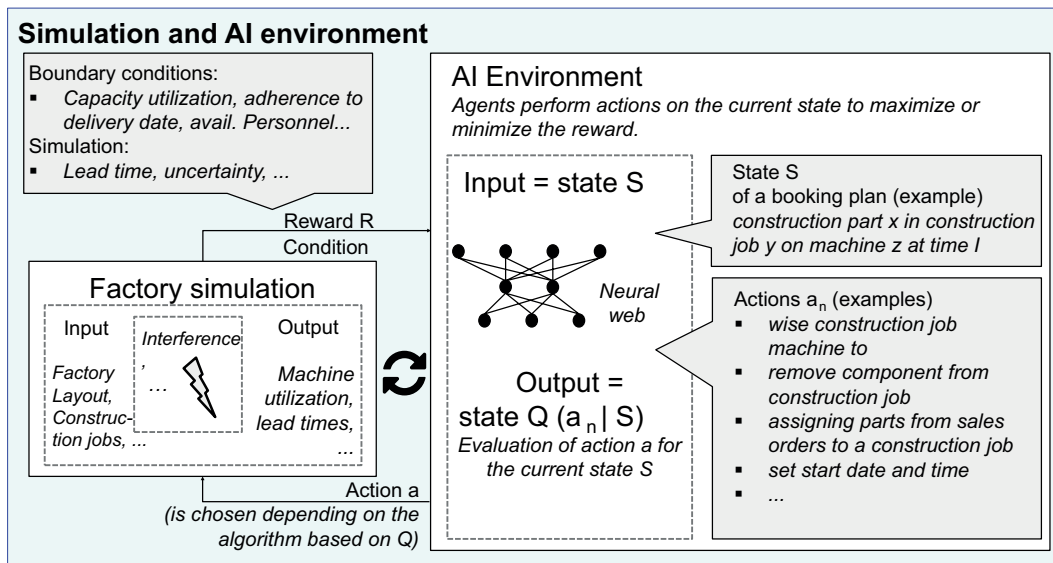 Simulation and AI environment
Boundary conditions:
▪ Capacity utilization, adherence to
delivery date, avail. Personnel...
Simulation:
▪ Lead time, uncertainty, ...
Reward R
Condition
Factory simulation
Input
Factory
Layout,
Construc-
tion jobs, ...
Interference
, ...
Output
Machine
utilization,
lead times,
...
Action a
(is chosen depending on the
algorithm based on Q)
AI Environment
Agents perform actions on the current state to maximize or
minimize the reward.
Input = state S
Neural
web
Output =
state Q (a n | S)
Evaluation of action a for
the current state S
State S
of a booking plan (example)
construction part x in construction
job y on machine z at time I
Actions an (examples)
▪ wise construction job
machine to
▪ remove component from
construction job
▪ assigning parts from sales
orders to a construction job
▪ set start date and time
▪ ...